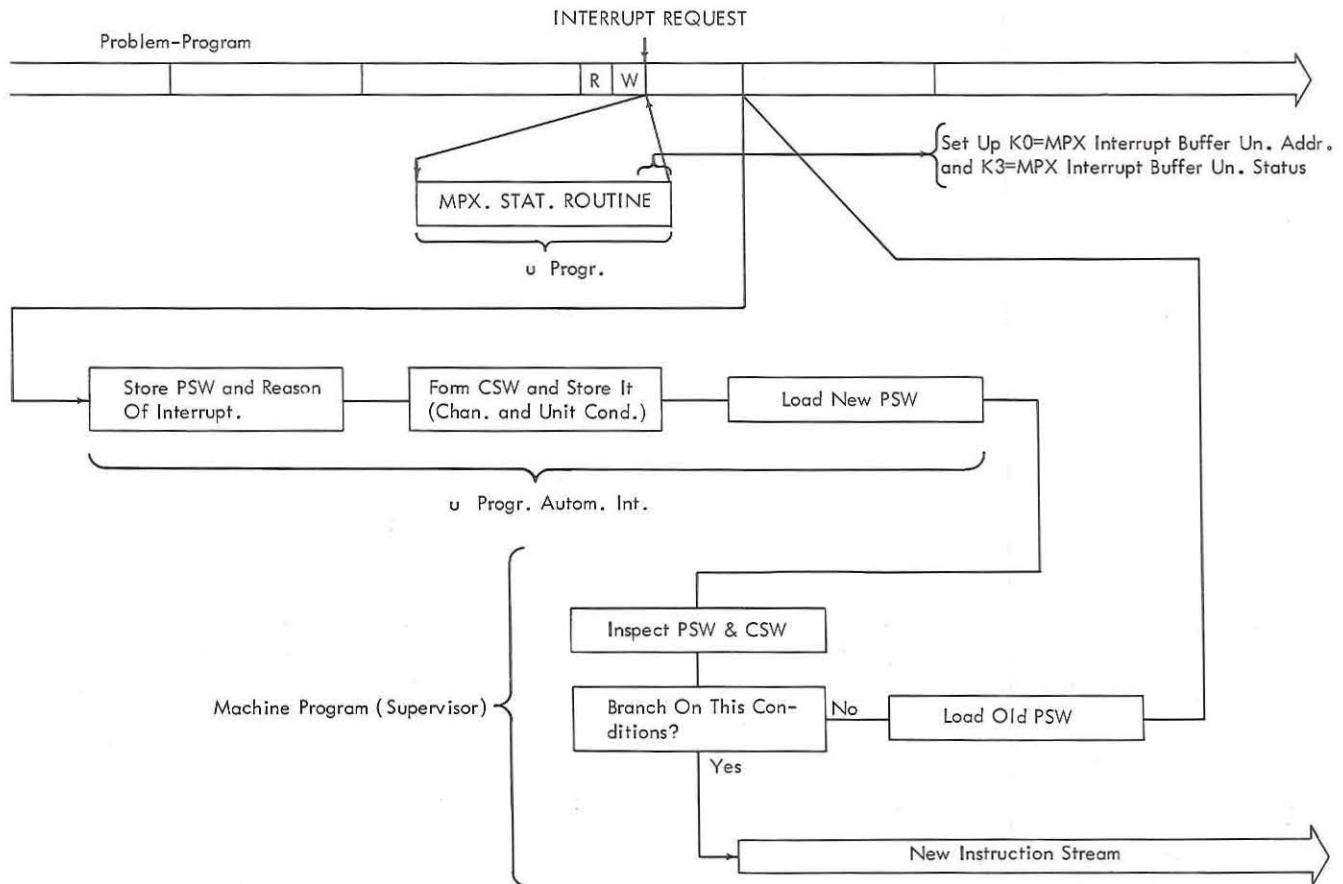 INTERRUPT REQUEST
Problem-Program
R
W
Set Up K0=MPX Interrupt Buffer Un. Addr.
and K3=MPX Interrupt Buffer Un. Status
MPX. STAT. ROUTINE
u Progr.
Store PSW and Reason
Of Interrupt.
Form CSW and Store It
(Chan. and Unit Cond.)
Load New PSW
u Progr. Autom. Int.
Inspect PSW & CSW
Machine Program (Supervisor)
Branch On This Con-
ditions?
No
Load Old PSW
Yes
New Instruction Stream